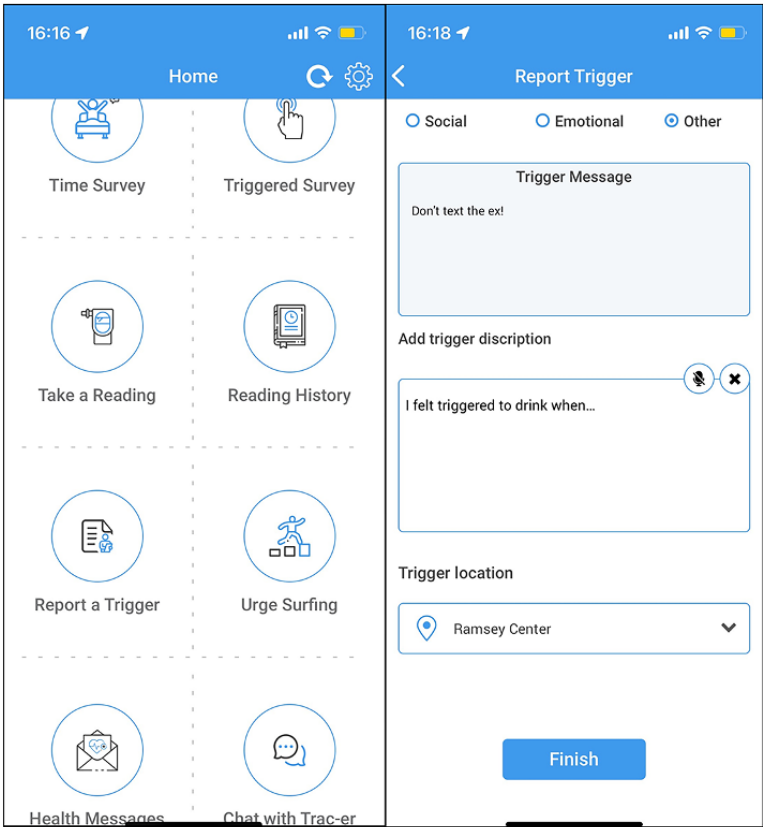 16:16
Home
Time Survey
Triggered Survey
Take a Reading
Reading History
Report a Trigger
Urge Surfing
Health Messages
Chat with Trac-er
16:18
Report Trigger
Social
Emotional
Other
Trigger Message
Don't text the ex!
Add trigger discription
I felt triggered to drink when...
Trigger location
Ramsey Center
Finish